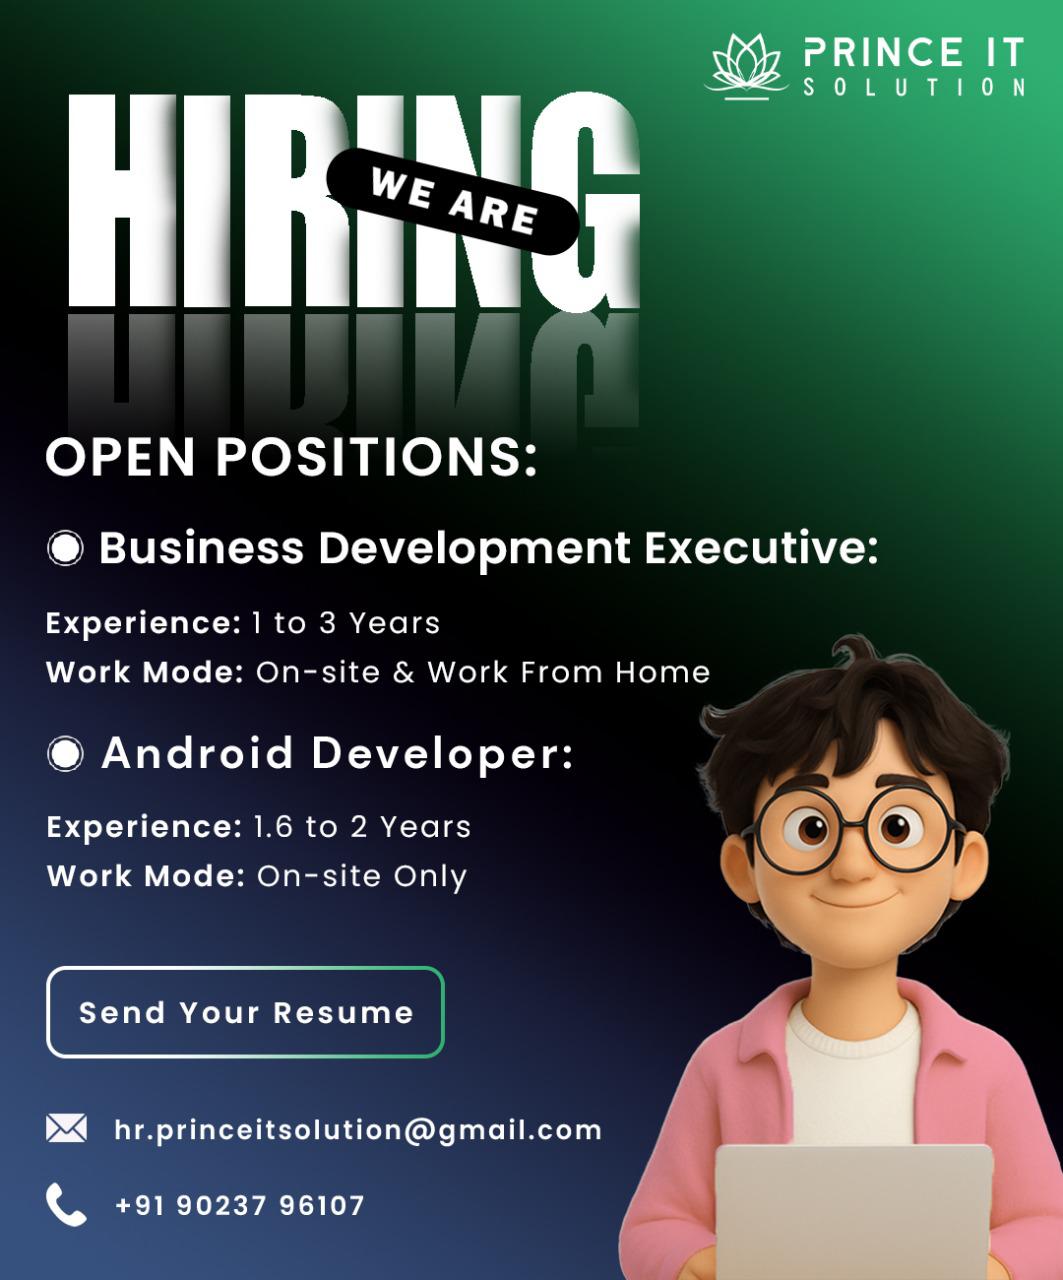 PRINCE IT
SOLUTION
WE ARE
HIRING
OPEN POSITIONS:
Business Development Executive:
Experience: 1 to 3 Years
Work Mode: On-site & Work From Home
Android Developer:
Experience: 1.6 to 2 Years
Work Mode: On-site Only
Send Your Resume
hr.princeitsolution@gmail.com
+91 90237 96107